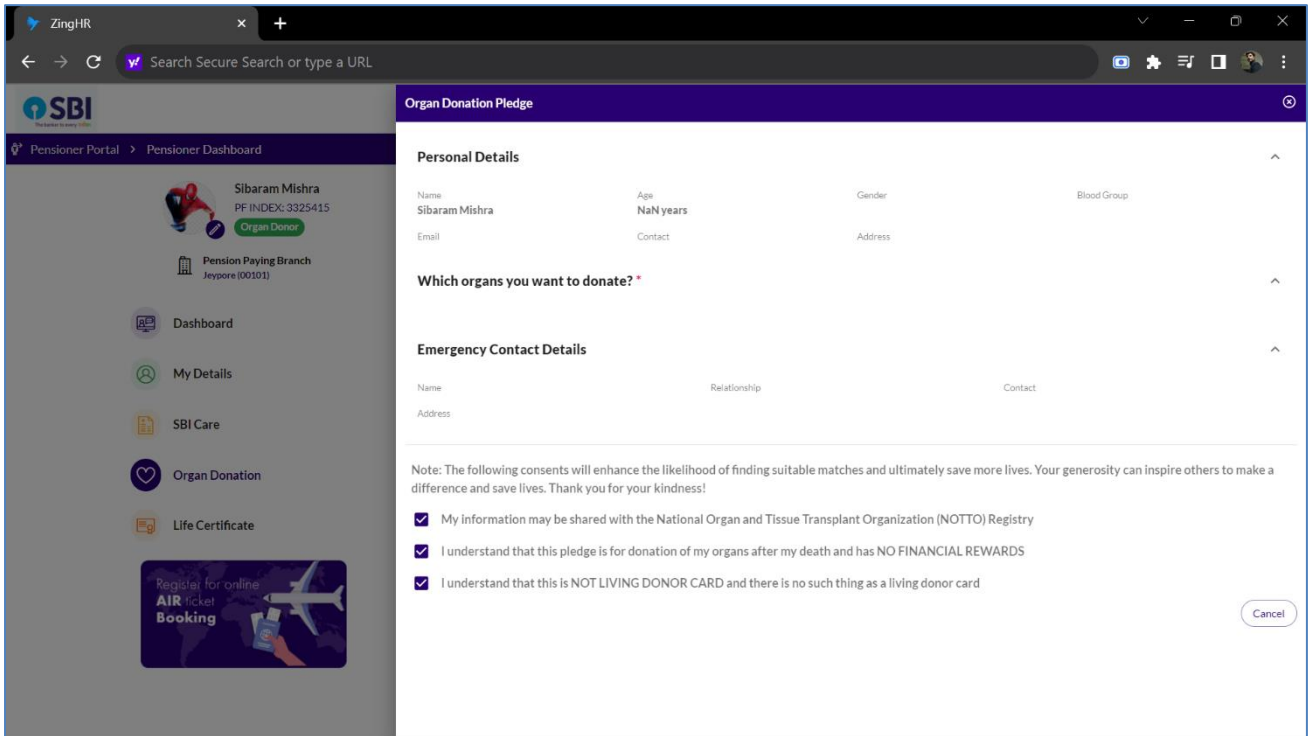 ZingHR
Search Secure Search or type a URL
SBI
The banker to every Indian
Pensioner Portal > Pensioner Dashboard
Sibaram Mishra
PF INDEX: 3325415
Organ Donor
Pension Paying Branch
Jeypore (00101)
Dashboard
My Details
SBI Care
Organ Donation
Life Certificate
Register for online
AIR ticket
Booking
Organ Donation Pledge
Personal Details
Name Age Gender Blood Group
Sibaram Mishra NaN years
Email Contact Address
Which organs you want to donate? *
Emergency Contact Details
Name Relationship Contact
Address
Note: The following consents will enhance the likelihood of finding suitable matches and ultimately save more lives. Your generosity can inspire others to make a
difference and save lives. Thank you for your kindness!
My information may be shared with the National Organ and Tissue Transplant Organization (NOTTO) Registry
I understand that this pledge is for donation of my organs after my death and has NO FINANCIAL REWARDS
I understand that this is NOT LIVING DONOR CARD and there is no such thing as a living donor card
Cancel